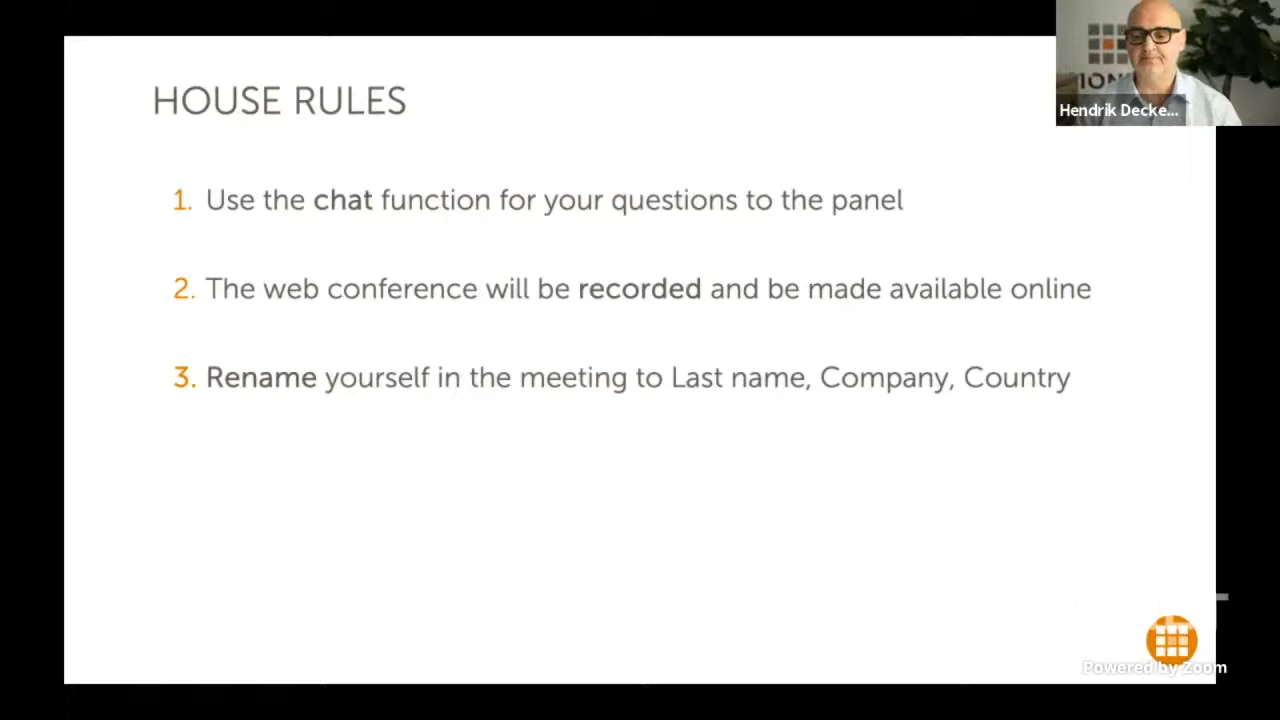 HOUSE RULES
1. Use the chat function for your questions to the panel
2. The web conference will be recorded and be made available online
3. Rename yourself in the meeting to Last name, Company, Country
Hendrik Decke...
Powered by Zoom